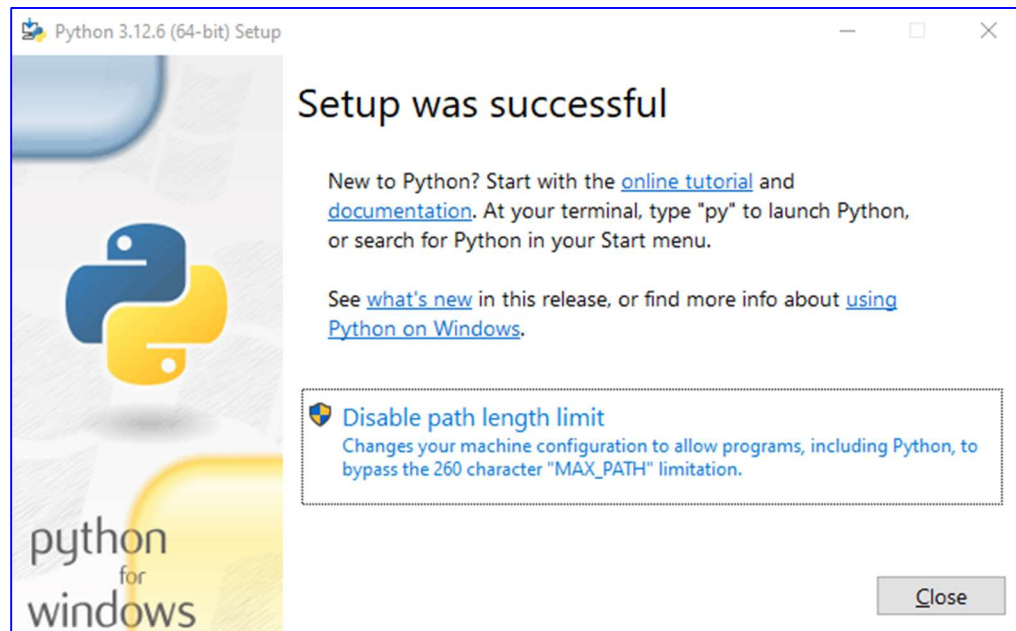 Python 3.12.6 (64-bit) Setup
Setup was successful
New to Python? Start with the online tutorial and
documentation. At your terminal, type "py" to launch Python,
or search for Python in your Start menu.
See what's new in this release, or find more info about using
Python on Windows.
Disable path length limit
Changes your machine configuration to allow programs, including Python, to
bypass the 260 character "MAX_PATH" limitation.
python
for
windows
Close